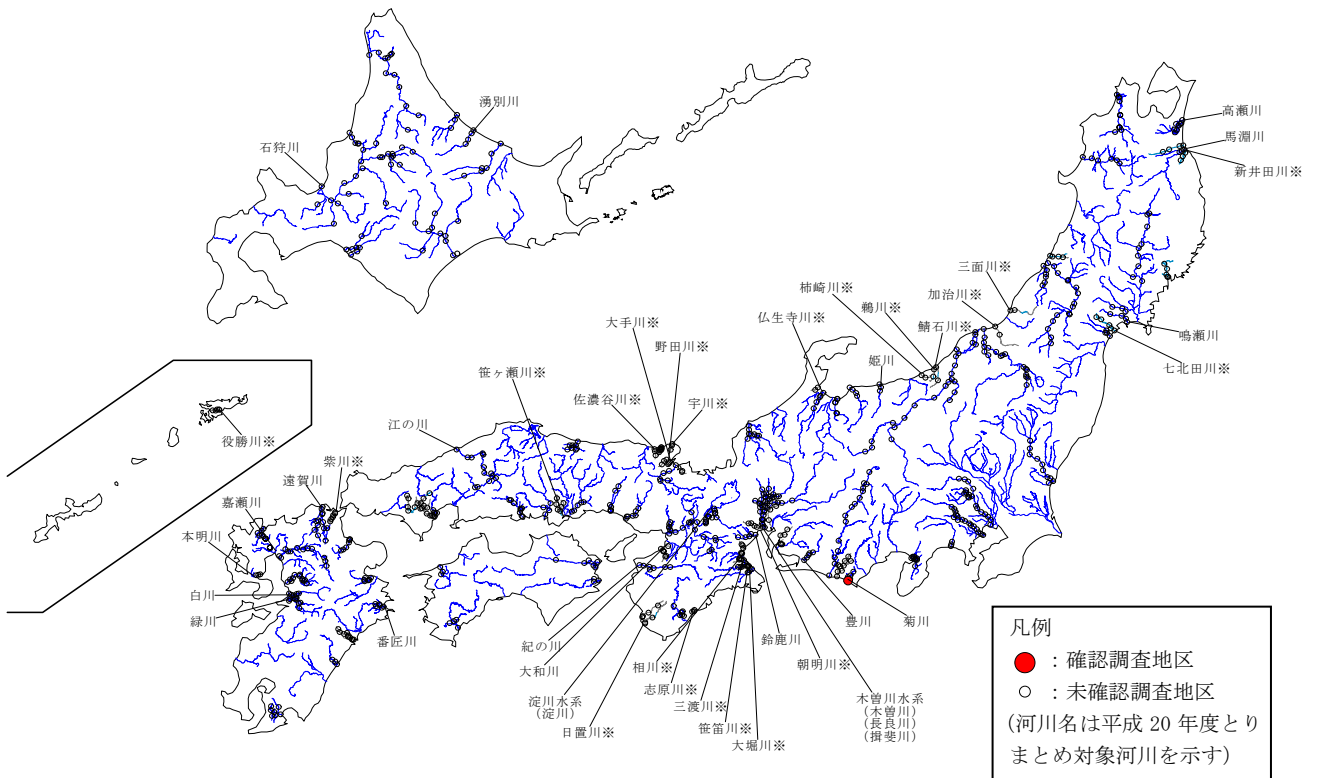 湧別川
石狩川
高瀬川
馬淵川
新井田川※
三面川※
加治川※
柿崎川※
鵜川※
鯖石川※
仏生寺川※
姫川
鳴瀬川
七北田川※
大手川※
野田川※
宇川※
佐濃谷川※
笹ヶ瀬川※
江の川
役勝川※
紫川※
遠賀川
嘉瀬川
本明川
白川
緑川
番匠川
紀の川
大和川
淀川水系
(淀川)
日置川※
相川※
志原川※
三渡川※
笹笛川※
大堀川※
鈴鹿川
朝明川※
木曽川水系
(木曽川)
(長良川)
(揖斐川)
豊川
菊川
凡例
:確認調査地区
:未確認調査地区
(河川名は平成 20 年度とり
まとめ対象河川を示す)